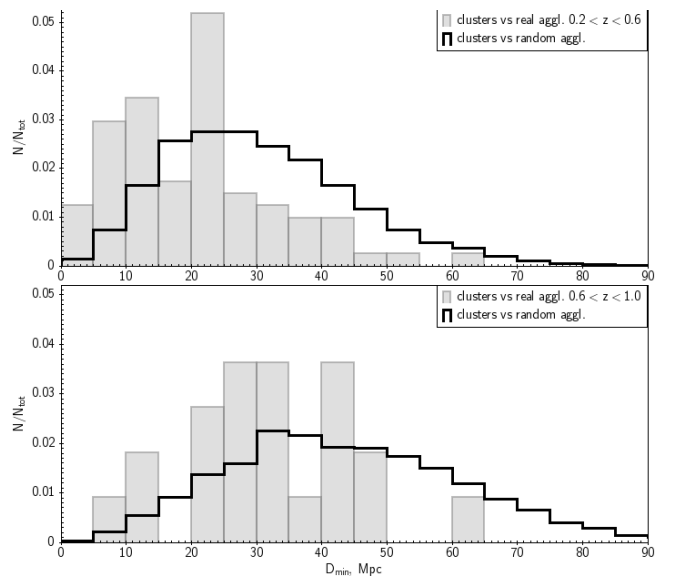 0.05
0.04
0.03
0.02
0.01
0
N/N_tot
clusters vs real aggl. 0.2 < z < 0.6
clusters vs random aggl.
0 10 20 30 40 50 60 70 80 90
0.05
0.04
0.03
0.02
0.01
0
N/N_tot
clusters vs real aggl. 0.6 < z < 1.0
clusters vs random aggl.
0 10 20 30 40 50 60 70 80 90
D_min, Mpc